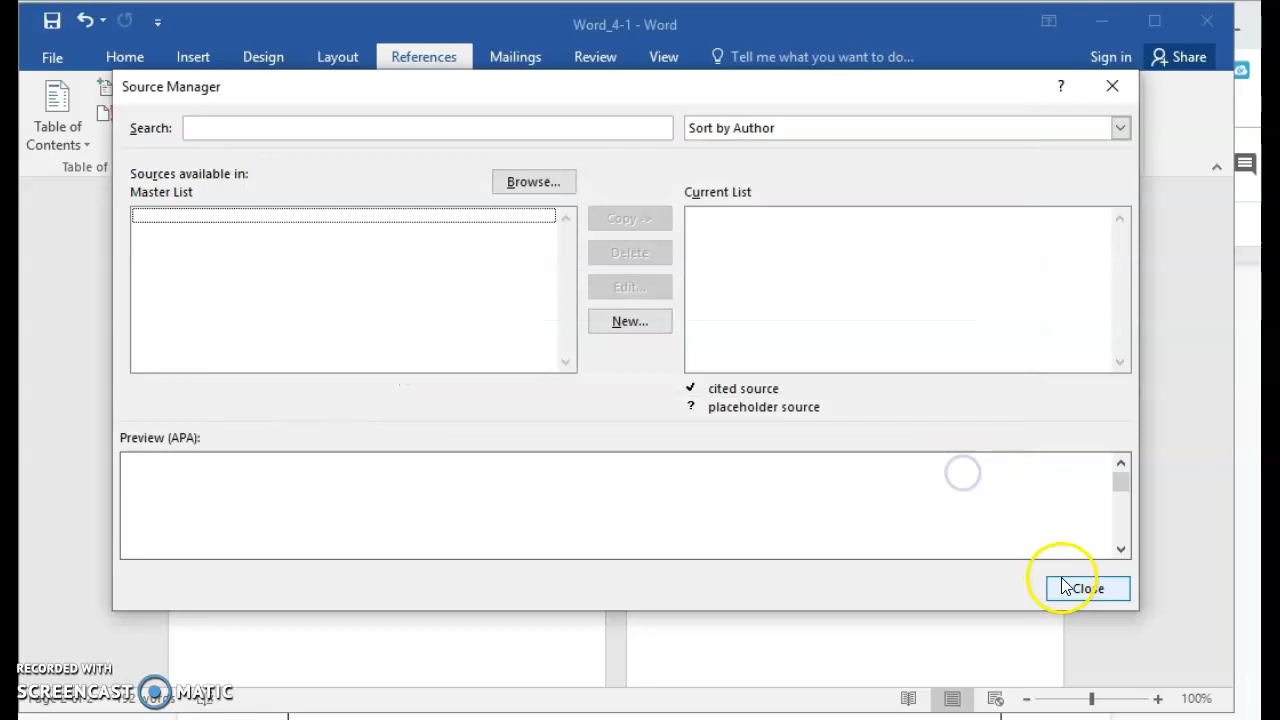 Word_4-1 - Word
File Home Insert Design Layout References Mailings Review View Tell me what you want to do... Sign in Share
Source Manager ?
Search: Sort by Author
Table of
Contents
Table of
Sources available in:
Master List
Browse...
Current List
Copy ->
Delete
Edit...
New...
✓ cited source
? placeholder source
Preview (APA):
Close
RECORDED WITH
SCREENCAST MATIC
100%